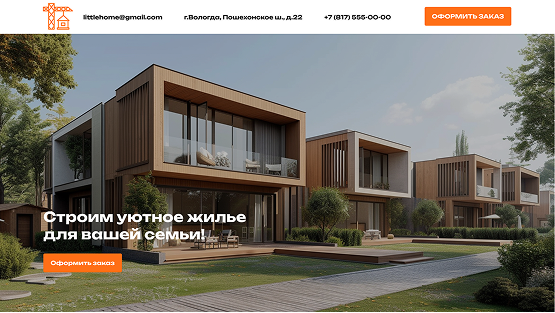 littlehome@gmail.com
г.Вологда, Пошехонское ш., д.22
+7 (817) 555-00-00
ОФОРМИТЬ ЗАКАЗ
Строим уютное жилье
для вашей семьи!
Оформить заказ